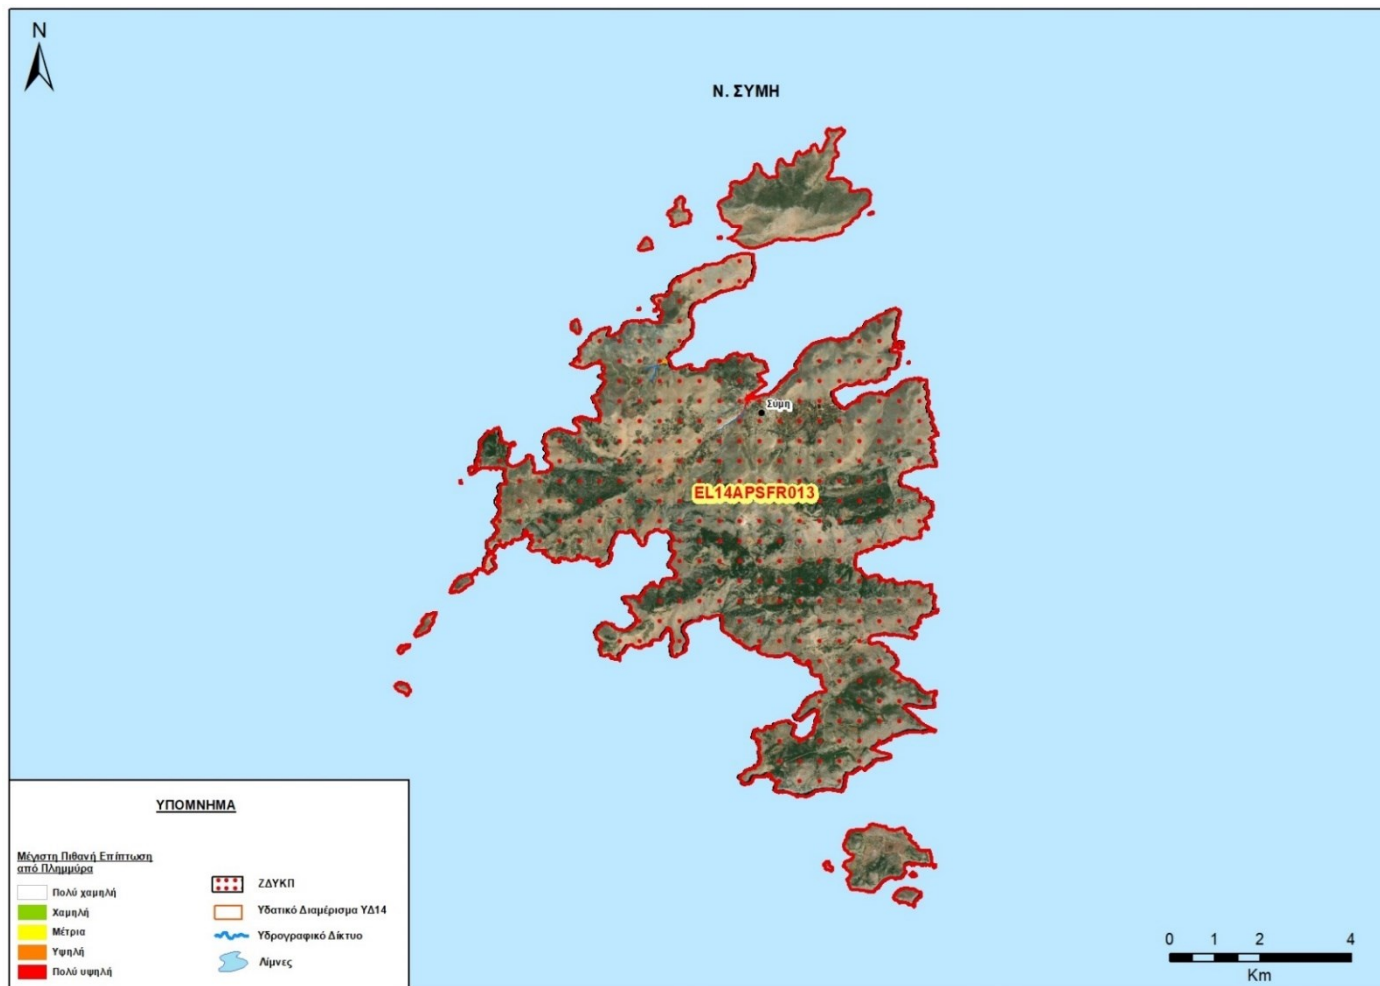 N
Ν. ΣΥΜΗ
Σύμη
EL14APSFR013
ΥΠΟΜΝΗΜΑ
Μέγιστη Πιθανή Επίπτωση
από Πλημμύρα
Πολύ χαμηλή
Χαμηλή
Μέτρια
Υψηλή
Πολύ υψηλή
ΖΔΥΚΠ
Υδατικό Διαμέρισμα ΥΔ14
Υδρογραφικό Δίκτυο
Λίμνες
0 1 2 4
Km